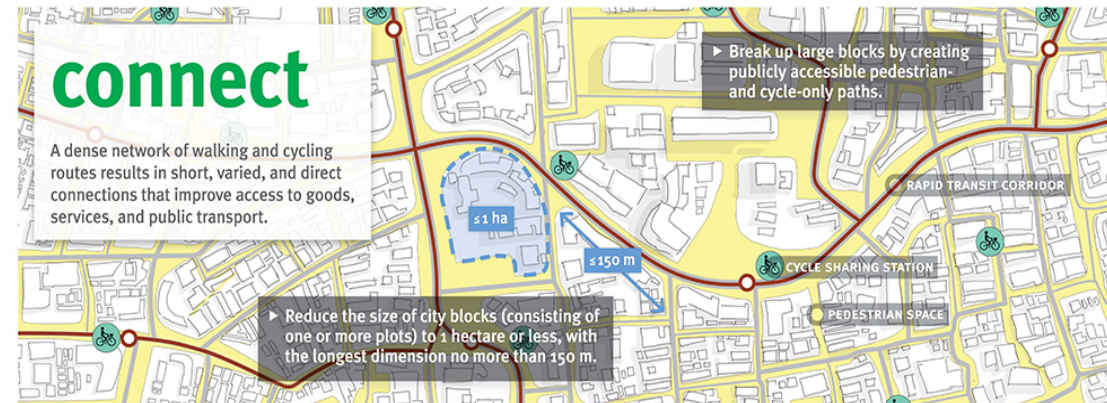 connect
A dense network of walking and cycling
routes results in short, varied, and direct
connections that improve access to goods,
services, and public transport.
▶ Break up large blocks by creating
publicly accessible pedestrian-
and cycle-only paths.
RAPID TRANSIT CORRIDOR
≤1 ha
≤150 m
CYCLE SHARING STATION
PEDESTRIAN SPACE
▶ Reduce the size of city blocks (consisting of
one or more plots) to 1 hectare or less, with
the longest dimension no more than 150 m.